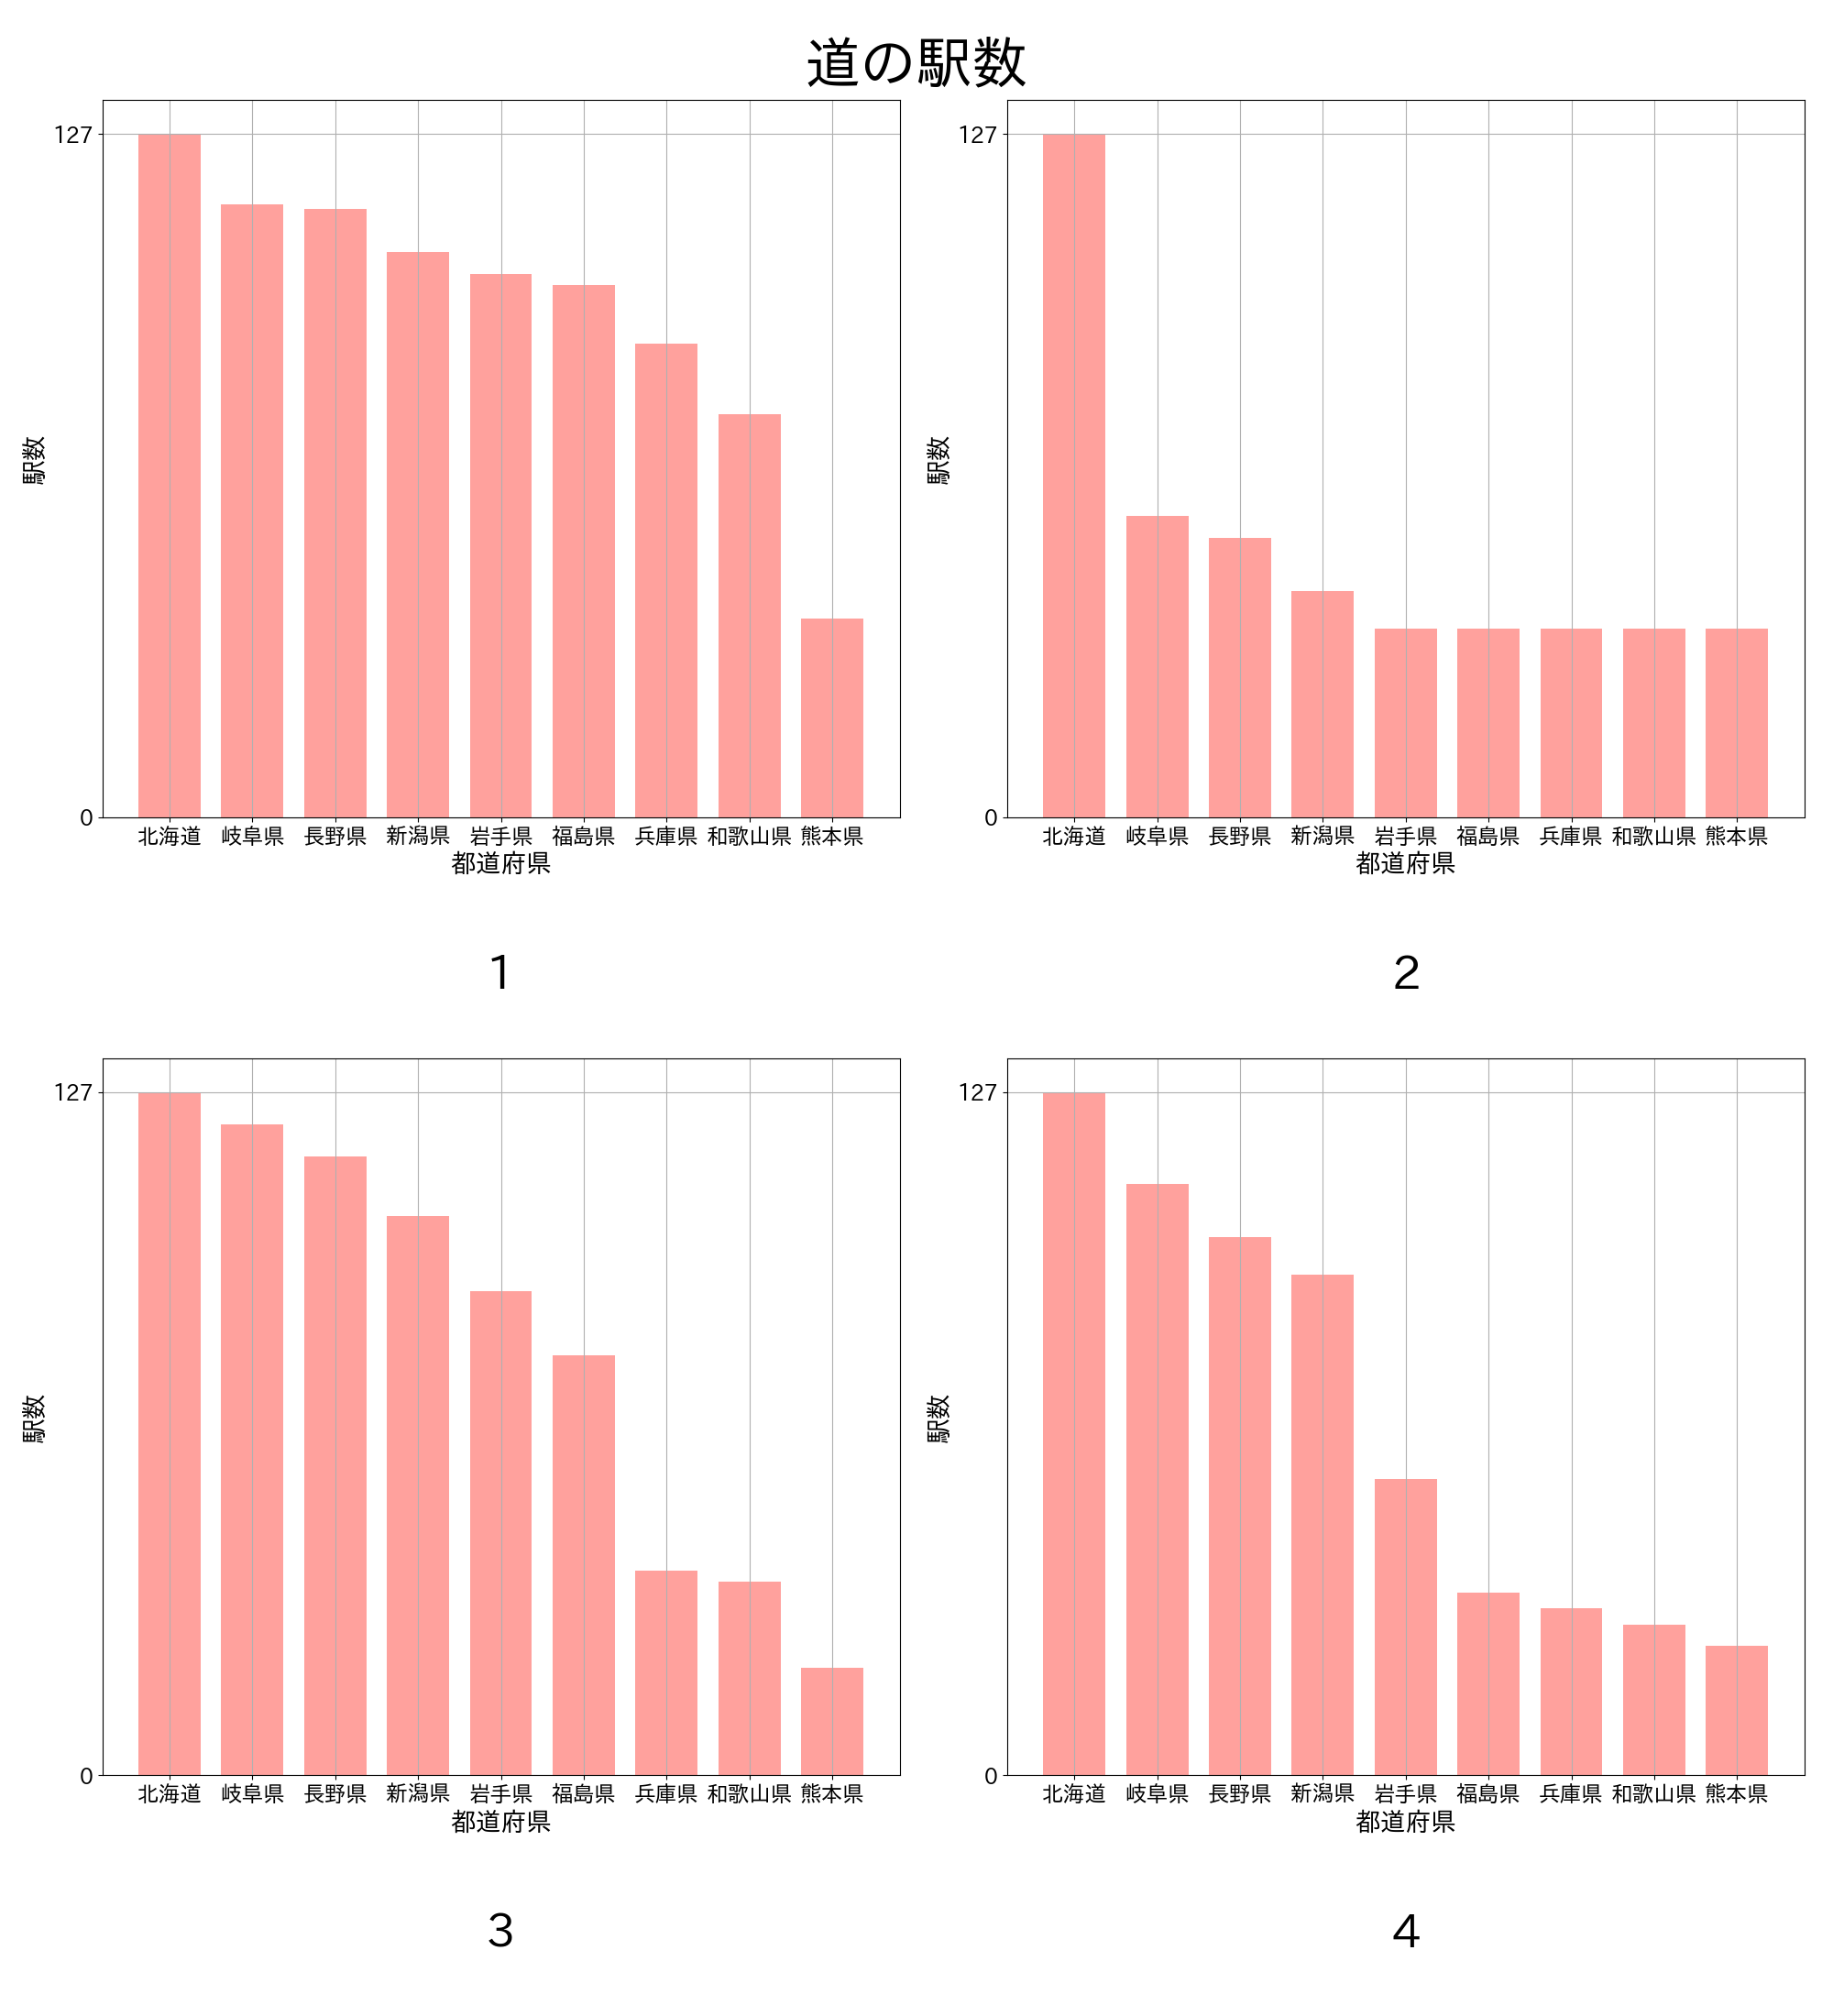 道の駅数
127
0
駅数
北海道 岐阜県 長野県 新潟県 岩手県 福島県 兵庫県 和歌山県 熊本県
都道府県
1
127
0
駅数
北海道 岐阜県 長野県 新潟県 岩手県 福島県 兵庫県 和歌山県 熊本県
都道府県
2
127
0
駅数
北海道 岐阜県 長野県 新潟県 岩手県 福島県 兵庫県 和歌山県 熊本県
都道府県
3
127
0
駅数
北海道 岐阜県 長野県 新潟県 岩手県 福島県 兵庫県 和歌山県 熊本県
都道府県
4